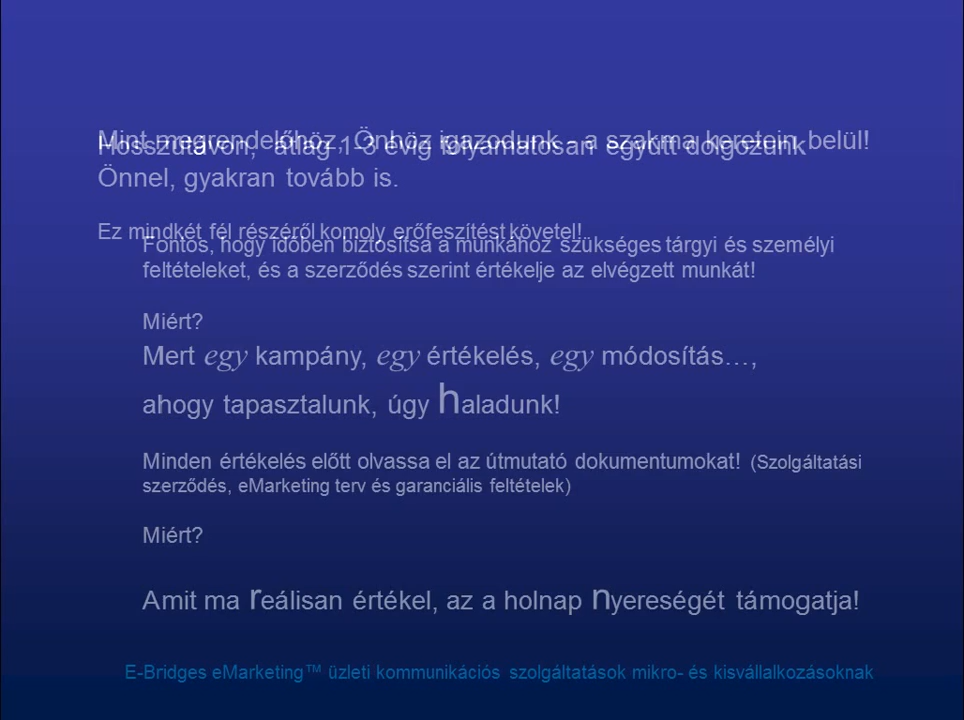 Mint megrendelőhöz, Önhöz igazodunk - a szakma keretein belül!
Hosszútávon, átlag 1-3 évig folyamatosan együtt dolgozunk
Önnel, gyakran tovább is.
Ez mindkét fél részéről komoly erőfeszítést követel!
Fontos, hogy időben biztosítsa a munkához szükséges tárgyi és személyi
feltételeket, és a szerződés szerint értékelje az elvégzett munkát!
Miért?
Mert egy kampány, egy értékelés, egy módosítás…,
ahogy tapasztalunk, úgy haladunk!
Minden értékelés előtt olvassa el az útmutató dokumentumokat! (Szolgáltatási
szerződés, eMarketing terv és garanciális feltételek)
Miért?
Amit ma reálisan értékel, az a holnap nyereségét támogatja!
E-Bridges eMarketing™ üzleti kommunikációs szolgáltatások mikro- és kisvállalkozásoknak